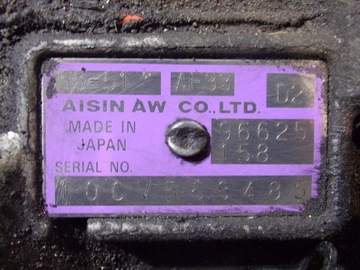 AF33 D2
AISIN AW CO.,LTD.
MADE IN 96625
JAPAN 158
SERIAL NO.